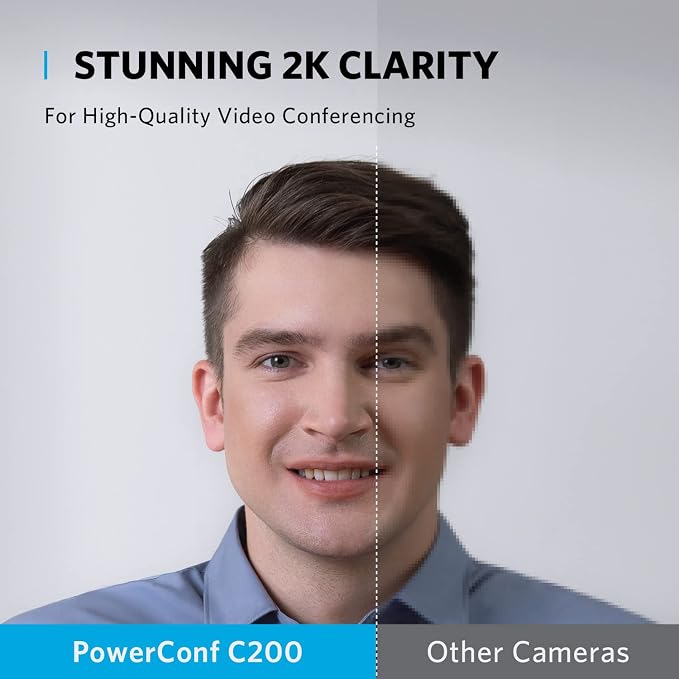 STUNNING 2K CLARITY
For High-Quality Video Conferencing
PowerConf C200
Other Cameras